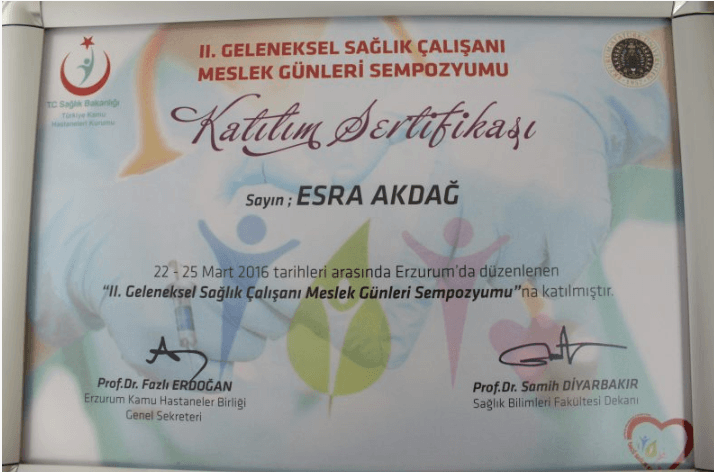 II. GELENEKSEL SAĞLIK ÇALIŞANI
MESLEK GÜNLERİ SEMPOZYUMU
T.C. Sağlık Bakanlığı
Türkiye Kamu
Hastaneleri Kurumu
Katılım Sertifikası
Sayın ; ESRA AKDAĞ
22 - 25 Mart 2016 tarihleri arasında Erzurum'da düzenlenen
“II. Geleneksel Sağlık Çalışanı Meslek Günleri Sempozyumu”na katılmıştır.
Prof.Dr. Fazlı ERDOĞAN
Erzurum Kamu Hastaneler Birliği
Genel Sekreteri
Prof.Dr. Samih DİYARBAKIR
Sağlık Bilimleri Fakültesi Dekanı